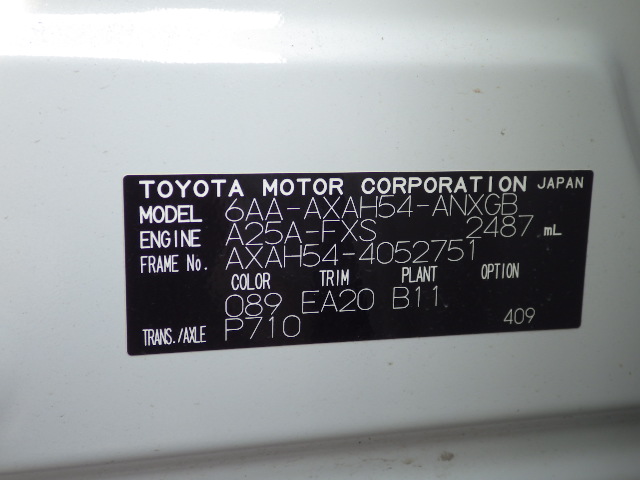 TOYOTA MOTOR CORPORATION JAPAN
MODEL 6AA-AXAH54-ANXGB
ENGINE A25A-FXS 2487 mL
FRAME No. AXAH54-4052751
COLOR TRIM PLANT OPTION
089 EA20 B11
TRANS./AXLE P710 409